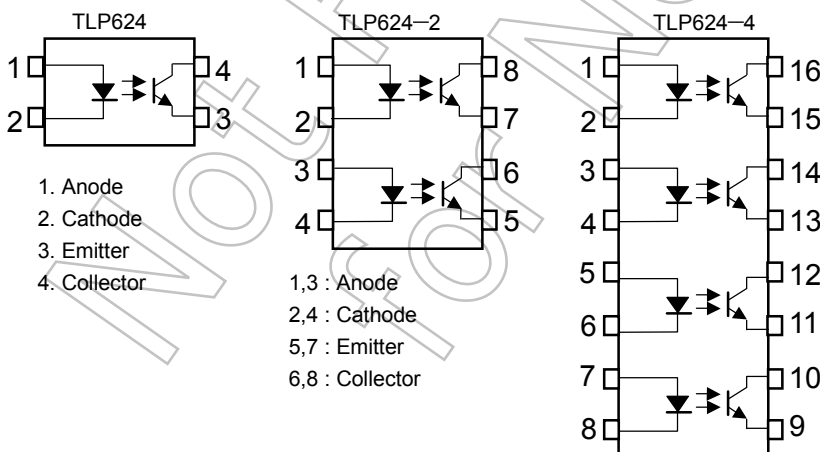 TLP624
1
2
4
3
1. Anode
2. Cathode
3. Emitter
4. Collector
TLP624−2
1
2
3
4
8
7
6
5
1,3 : Anode
2,4 : Cathode
5,7 : Emitter
6,8 : Collector
TLP624−4
1
2
3
4
5
6
7
8
16
15
14
13
12
11
10
9
Not
for